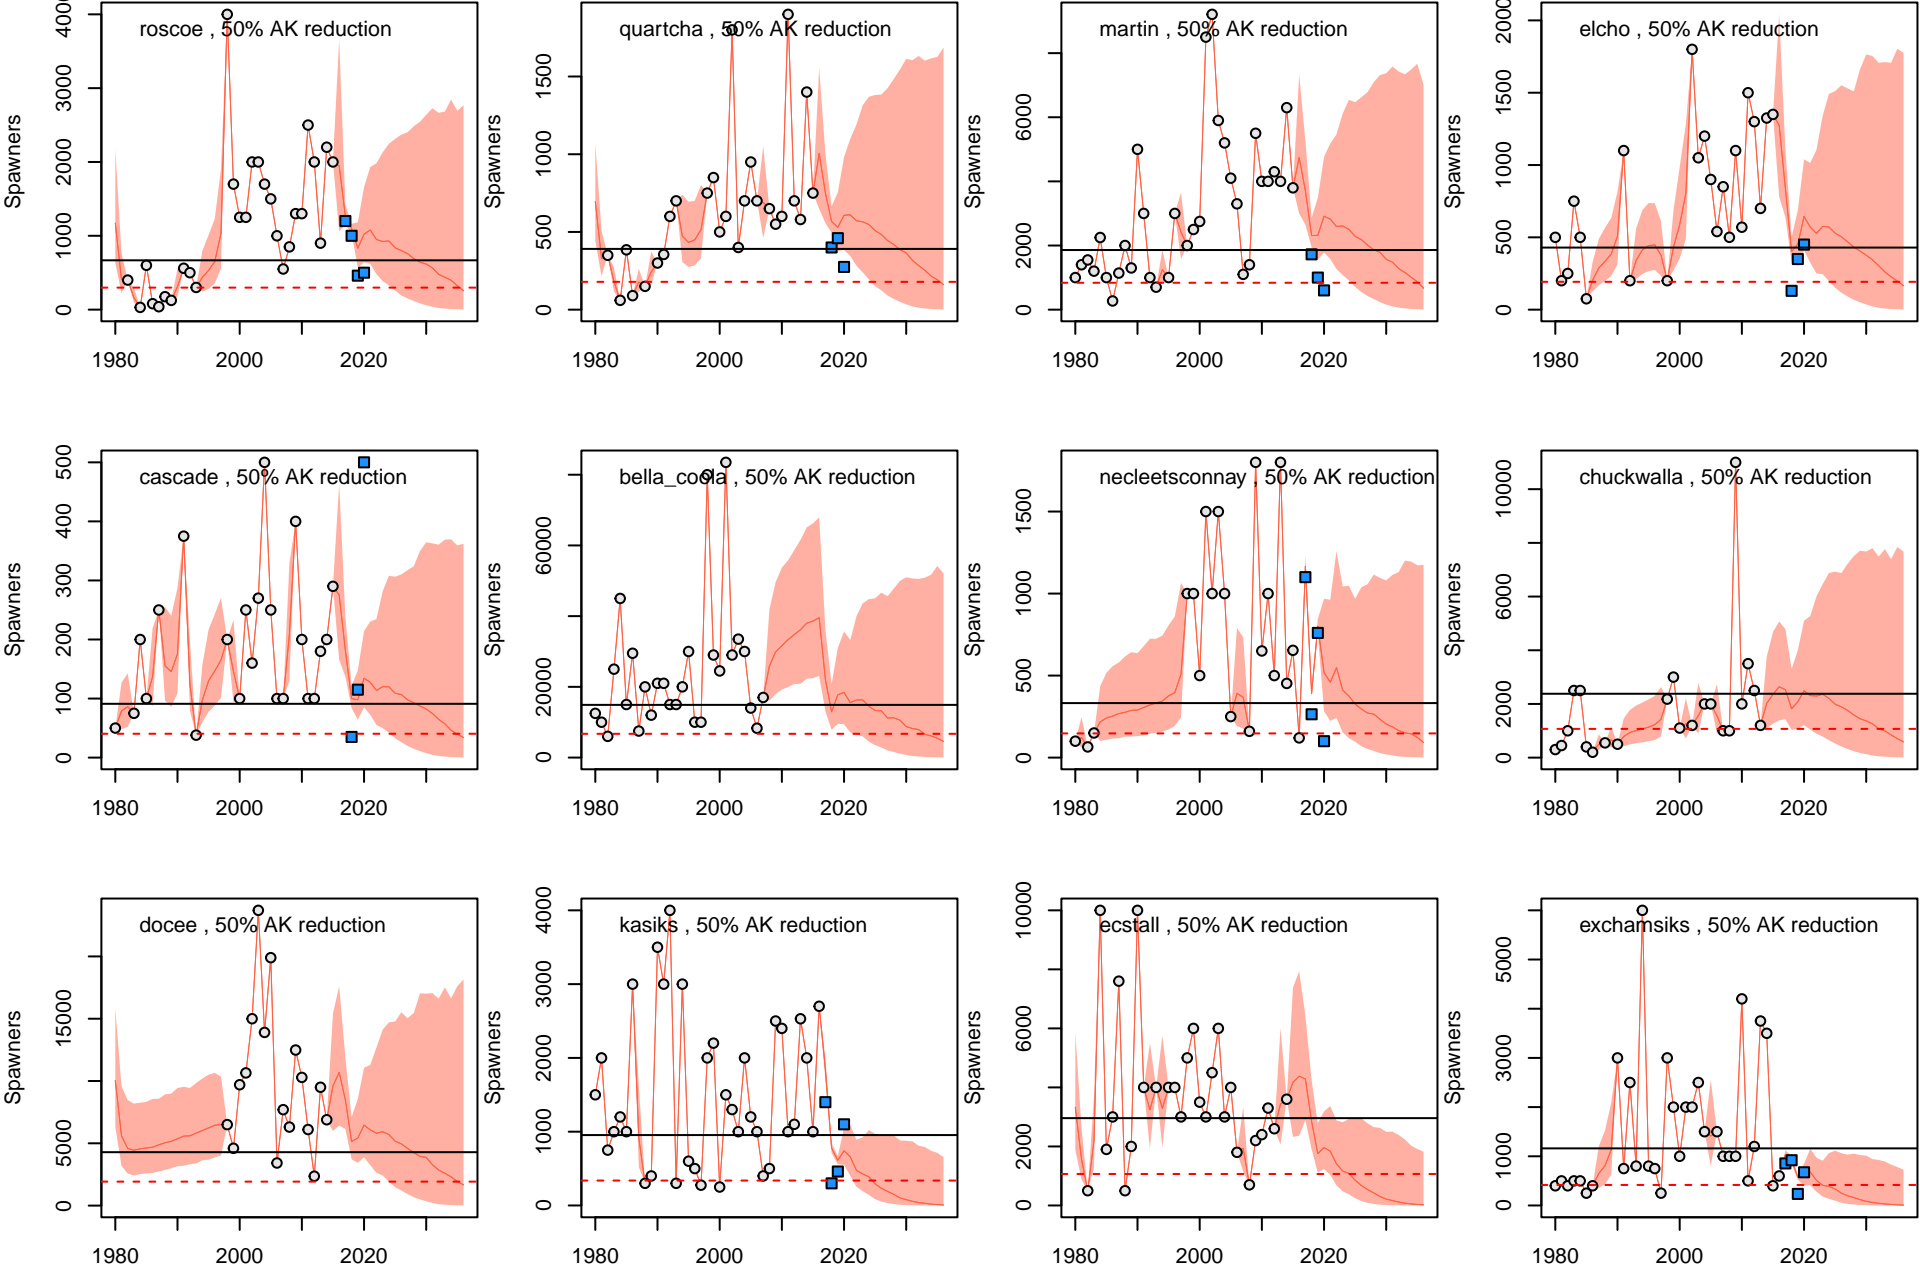 roscoe , 50% AK reduction
Spawners
0 1000 2000 3000
1980 2000 2020
quartcha , 50% AK reduction
Spawners
0 500 1000 1500
1980 2000 2020
martin , 50% AK reduction
Spawners
0 2000 6000
1980 2000 2020
elcho , 50% AK reduction
Spawners
0 500 1000 1500
1980 2000 2020
cascade , 50% AK reduction
Spawners
0 100 200 300 400 500
1980 2000 2020
bella_coola , 50% AK reduction
Spawners
0 20000 60000
1980 2000 2020
necleetsconnay , 50% AK reduction
Spawners
0 500 1000 1500
1980 2000 2020
chuckwalla , 50% AK reduction
Spawners
0 2000 6000 10000
1980 2000 2020
docee , 50% AK reduction
Spawners
0 5000 15000
1980 2000 2020
kasiks , 50% AK reduction
Spawners
0 1000 2000 3000 4000
1980 2000 2020
ecstall , 50% AK reduction
Spawners
0 2000 6000 10000
1980 2000 2020
exchamsiks , 50% AK reduction
Spawners
0 1000 3000 5000
1980 2000 2020